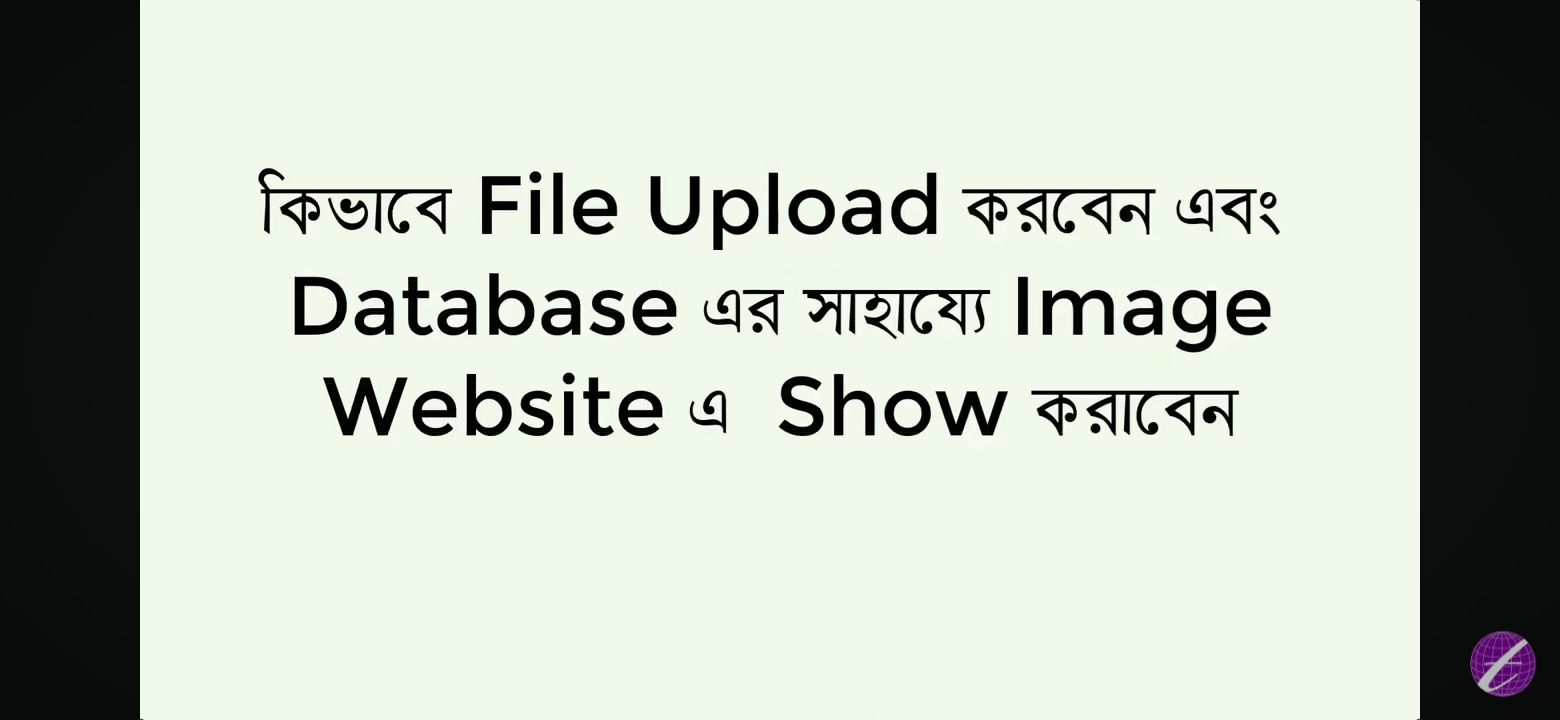 কিভাবে File Upload করবেন এবং
Database এর সাহায্যে Image
Website এ Show করাবেন